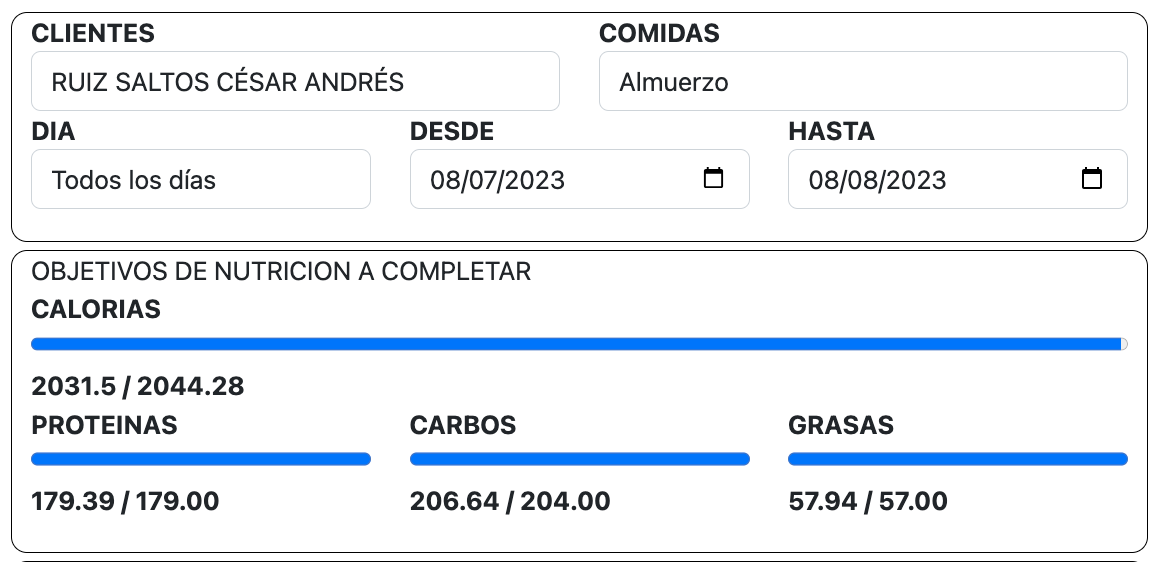 CLIENTES
COMIDAS
RUIZ SALTOS CÉSAR ANDRÉS
Almuerzo
DIA
DESDE
HASTA
Todos los días
08/07/2023
08/08/2023
OBJETIVOS DE NUTRICION A COMPLETAR
CALORIAS
2031.5 / 2044.28
PROTEINAS
CARBOS
GRASAS
179.39 / 179.00
206.64 / 204.00
57.94 / 57.00